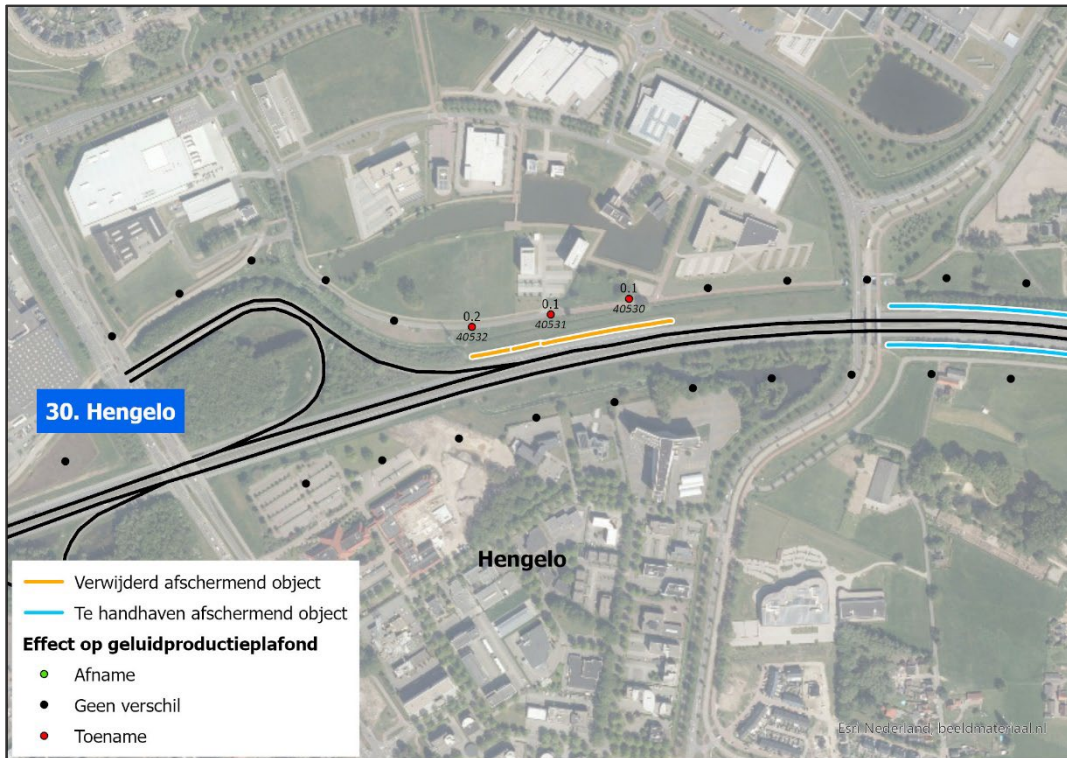 0.2
40532
0.1
40531
0.1
40530
30. Hengelo
Hengelo
Verwijderd afschermend object
Te handhaven afschermend object
Effect op geluidproductieplafond
Afname
Geen verschil
Toename
Esri Nederland, beeldmateriaal.nl